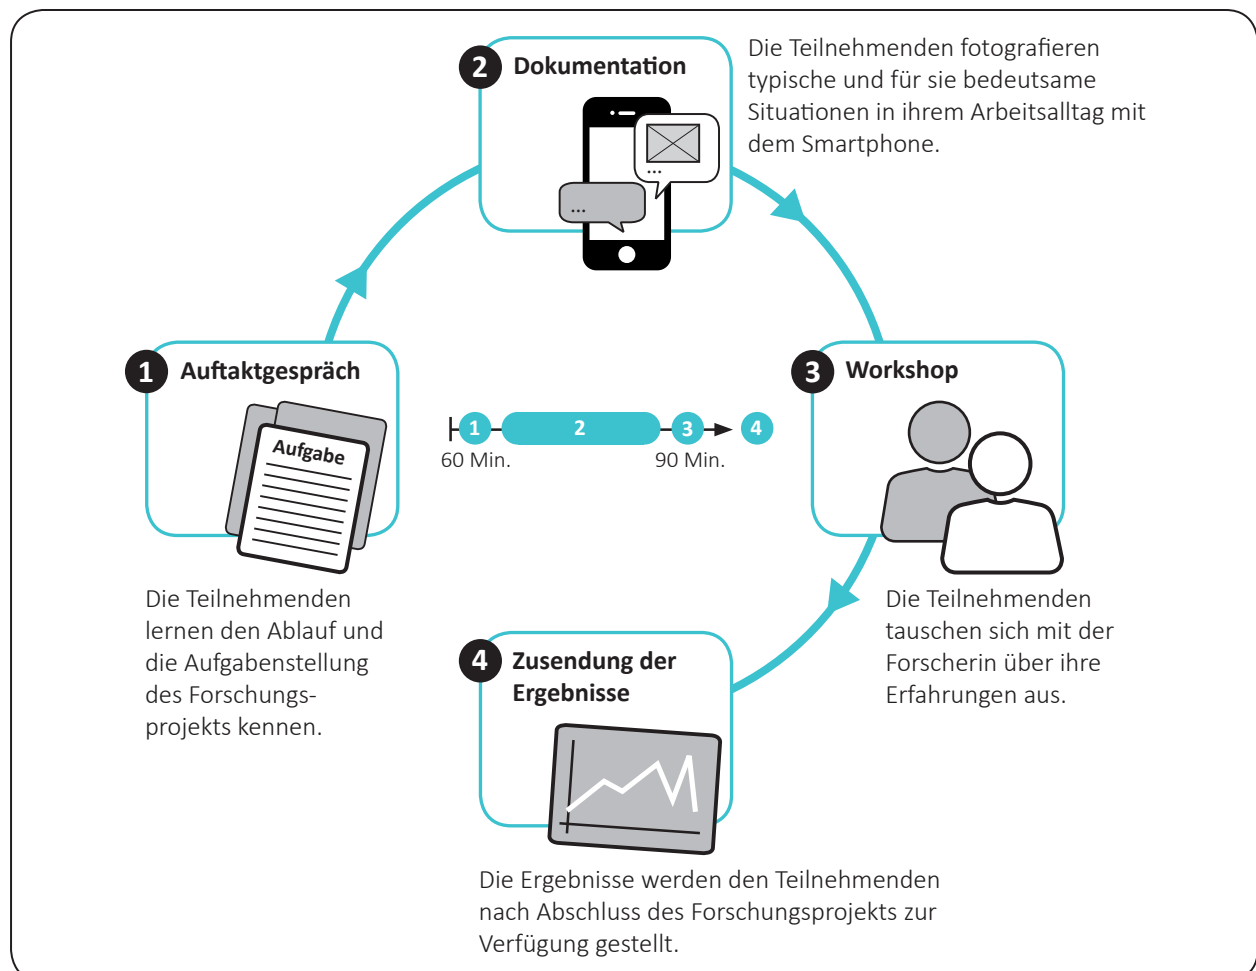 1
Auftaktgespräch
Aufgabe
Die Teilnehmenden
lernen den Ablauf und
die Aufgabenstellung
des Forschungs-
projekts kennen.
2
Dokumentation
...
...
Die Teilnehmenden fotografieren
typische und für sie bedeutsame
Situationen in ihrem Arbeitsalltag mit
dem Smartphone.
3
Workshop
Die Teilnehmenden
tauschen sich mit der
Forscherin über ihre
Erfahrungen aus.
4
Zusendung der
Ergebnisse
Die Ergebnisse werden den Teilnehmenden
nach Abschluss des Forschungsprojekts zur
Verfügung gestellt.
1 2 3 4
60 Min. 90 Min.